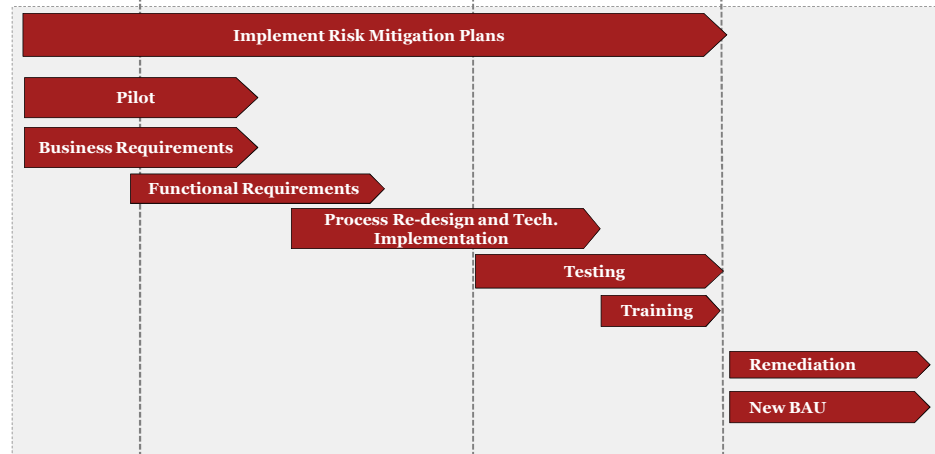 Implement Risk Mitigation Plans
Pilot
Business Requirements
Functional Requirements
Process Re-design and Tech.
Implementation
Testing
Training
Remediation
New BAU